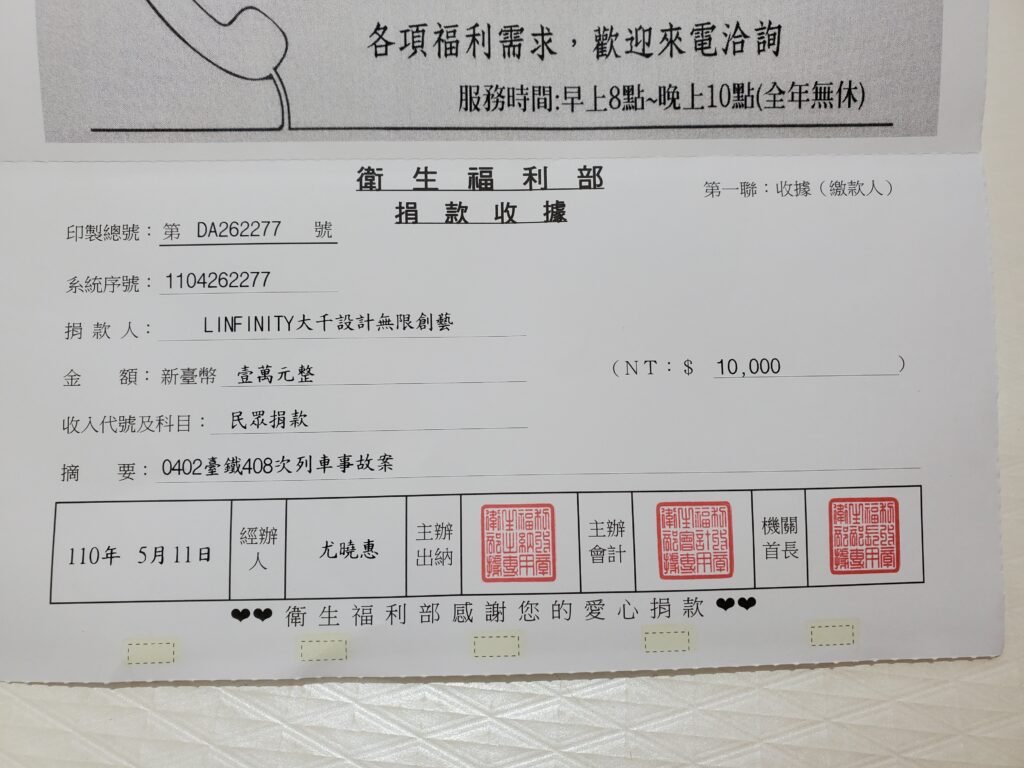 各項福利需求，歡迎來電洽詢
服務時間:早上8點~晚上10點(全年無休)
衛生福利部
第一聯：收據（繳款人）
捐款收據
印製總號：第 DA262277 號
系統序號：1104262277
捐 款 人： LINFINITY大千設計無限創藝
金 額：新臺幣 壹萬元整 （NT：$ 10,000 ）
收入代號及科目： 民眾捐款
摘 要：0402臺鐵408次列車事故案
110年 5月11日
經辦人
尤曉惠
主辦出納
主辦會計
機關首長
❤❤ 衛生福利部感謝您的愛心捐款 ❤❤